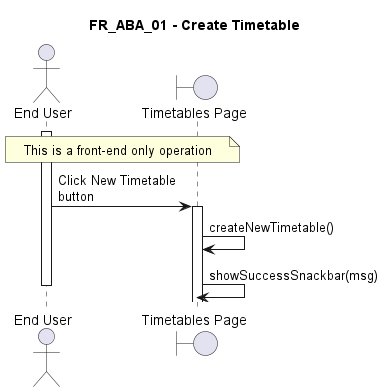 FR_ABA_01 - Create Timetable
End User
Timetables Page
This is a front-end only operation
Click New Timetable
button
createNewTimetable()
showSuccessSnackbar(msg)
End User
Timetables Page